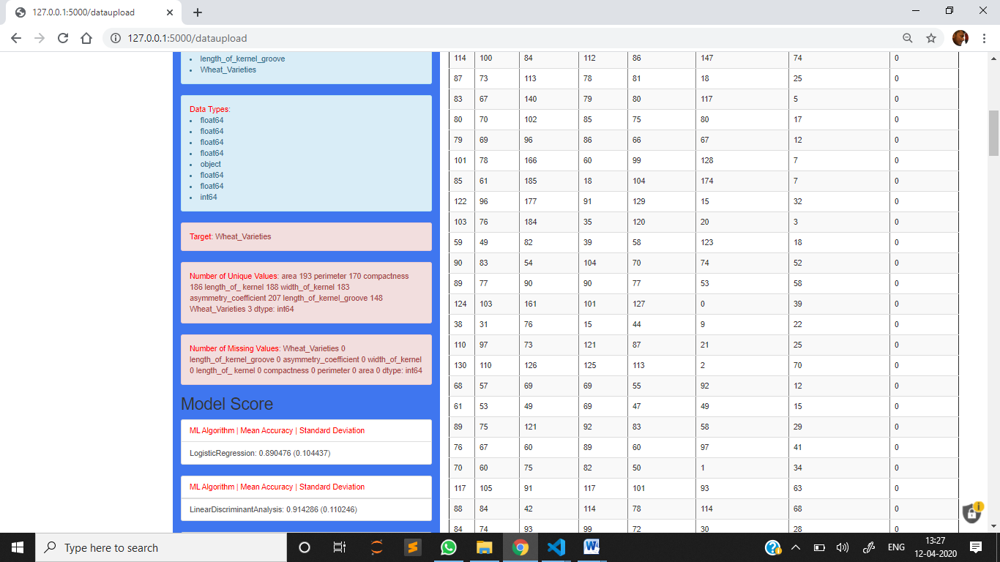 127.0.0.1:5000/dataupload
127.0.0.1:5000/dataupload
length_of_kernel_groove
Wheat_Varieties
Data Types:
float64
float64
float64
float64
object
float64
float64
int64
Target: Wheat_Varieties
Number of Unique Values: area 193 perimeter 170 compactness
186 length_of_ kernel 188 width_of_kernel 183
asymmetry_coefficient 207 length_of_kernel_groove 148
Wheat_Varieties 3 dtype: int64
Number of Missing Values: Wheat_Varieties 0
length_of_kernel_groove 0 asymmetry_coefficient 0 width_of_kernel
0 length_of_ kernel 0 compactness 0 perimeter 0 area 0 dtype: int64
Model Score
ML Algorithm | Mean Accuracy | Standard Deviation
LogisticRegression: 0.890476 (0.104437)
ML Algorithm | Mean Accuracy | Standard Deviation
LinearDiscriminantAnalysis: 0.914286 (0.110246)
114 100 84 112 86 147 74 0
87 73 113 78 81 18 25 0
83 67 140 79 80 117 5 0
80 70 102 85 75 80 17 0
79 69 96 86 66 67 12 0
101 78 166 60 99 128 7 0
85 61 185 18 104 174 7 0
122 96 177 91 129 15 32 0
103 76 184 35 120 20 3 0
59 49 82 39 58 123 18 0
90 83 54 104 70 74 52 0
89 77 90 90 77 53 58 0
124 103 161 101 127 0 39 0
38 31 76 15 44 9 22 0
110 97 73 121 87 21 25 0
130 110 126 125 113 2 70 0
68 57 69 69 55 92 12 0
61 53 49 69 47 49 15 0
89 75 121 92 83 58 29 0
76 67 60 89 60 97 41 0
70 60 75 82 50 1 34 0
117 105 91 117 101 93 63 0
88 84 42 114 78 114 68 0
84 74 93 99 72 30 28 0
Type here to search
ENG
13:27
12-04-2020